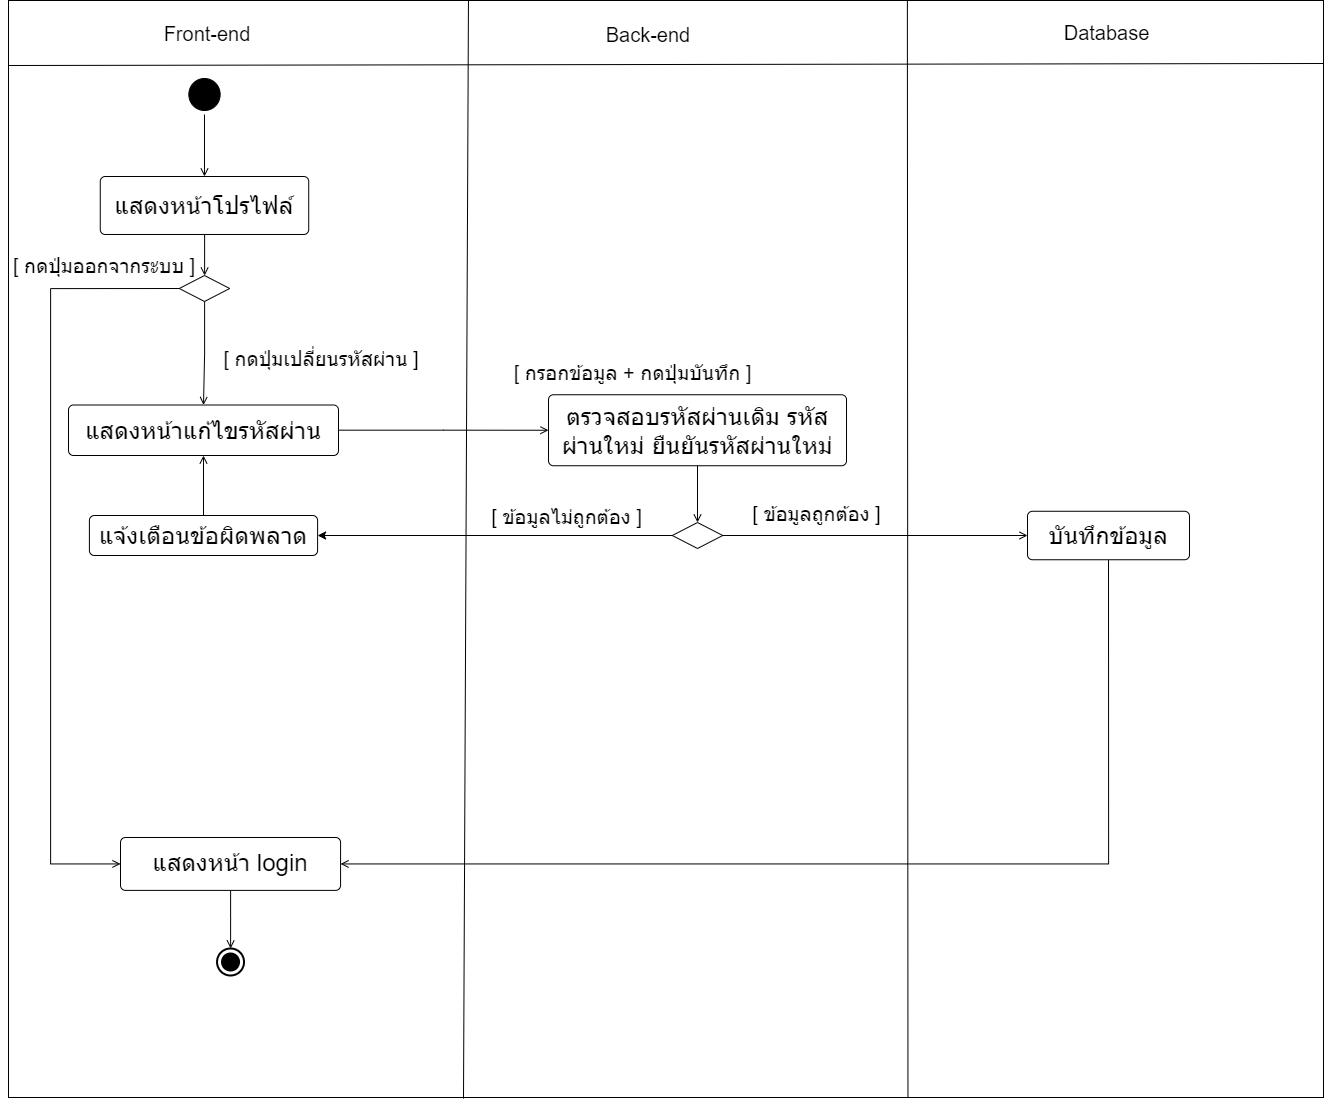 Front-end
Back-end
Database
แสดงหน้าโปรไฟล์
[ กดปุ่มออกจากระบบ ]
[ กดปุ่มเปลี่ยนรหัสผ่าน ]
[ กรอกข้อมูล + กดปุ่มบันทึก ]
แสดงหน้าแก้ไขรหัสผ่าน
ตรวจสอบรหัสผ่านเดิม รหัส
ผ่านใหม่ ยืนยันรหัสผ่านใหม่
[ ข้อมูลไม่ถูกต้อง ]
[ ข้อมูลถูกต้อง ]
แจ้งเตือนข้อผิดพลาด
บันทึกข้อมูล
แสดงหน้า login